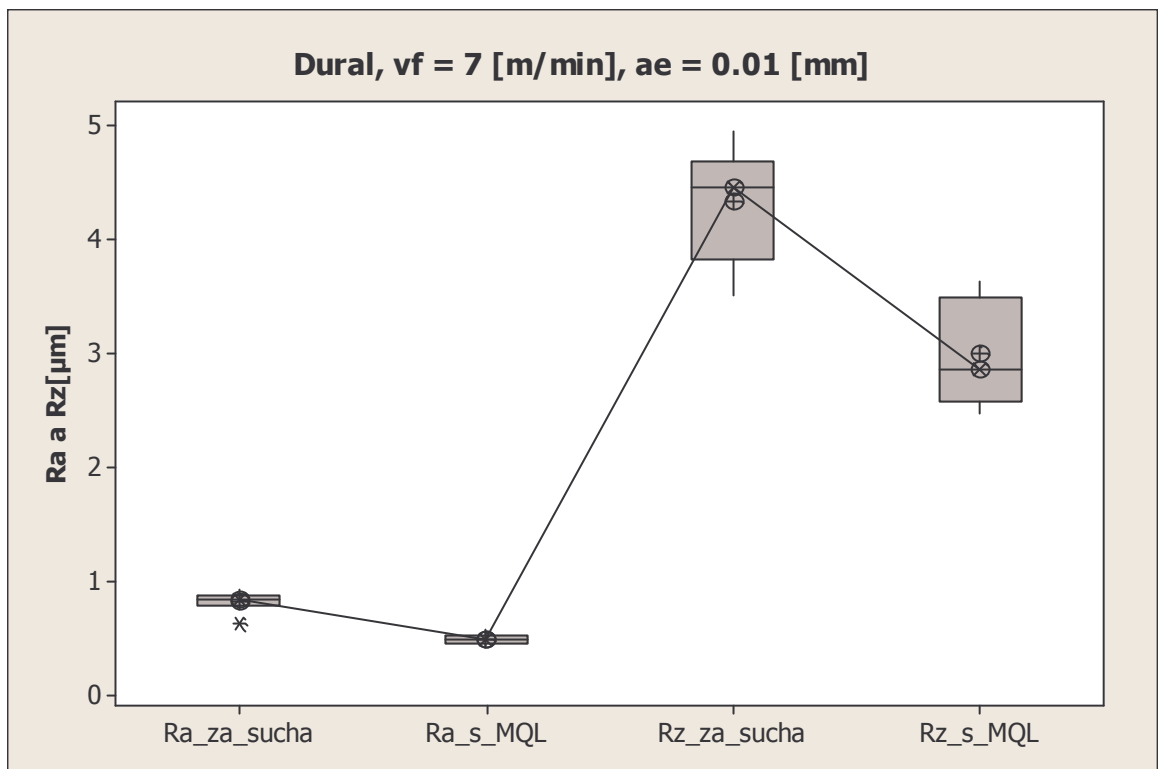 Dural, vf = 7 [m/min], ae = 0.01 [mm]
Ra a Rz[µm]
5
4
3
2
1
0
Ra_za_sucha Ra_s_MQL Rz_za_sucha Rz_s_MQL